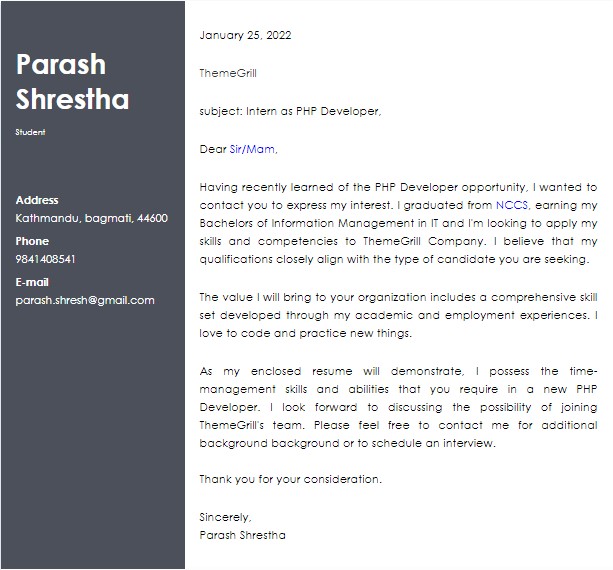 Parash
Shrestha
Student
Address
Kathmandu, bagmati, 44600
Phone
9841408541
E-mail
parash.shresh@gmail.com
January 25, 2022
ThemeGrill
subject: Intern as PHP Developer,
Dear Sir/Mam,
Having recently learned of the PHP Developer opportunity, I wanted to
contact you to express my interest. I graduated from NCCS, earning my
Bachelors of Information Management in IT and I'm looking to apply my
skills and competencies to ThemeGrill Company. I believe that my
qualifications closely align with the type of candidate you are seeking.
The value I will bring to your organization includes a comprehensive skill
set developed through my academic and employment experiences. I
love to code and practice new things.
As my enclosed resume will demonstrate, I possess the time-
management skills and abilities that you require in a new PHP
Developer. I look forward to discussing the possibility of joining
ThemeGrill's team. Please feel free to contact me for additional
background background or to schedule an interview.
Thank you for your consideration.
Sincerely,
Parash Shrestha